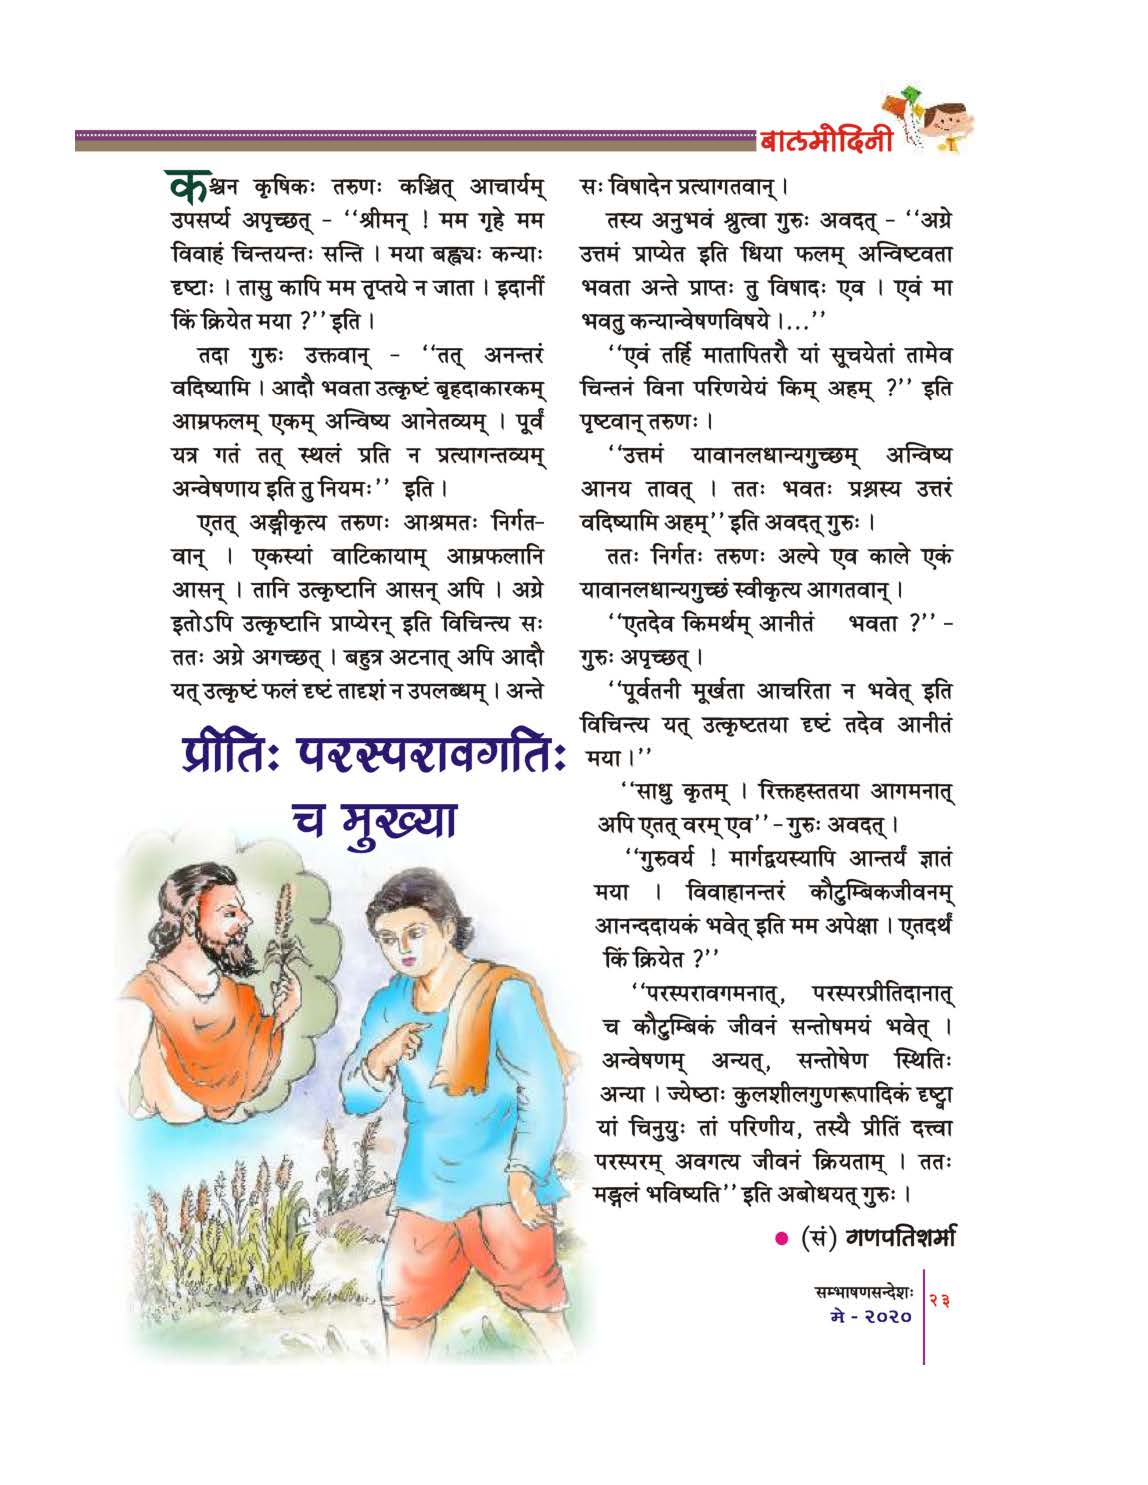 बालमोदिनी
कश्चन कृषिकः तरुणः कञ्चित् आचार्यम्
उपसर्प्य अपृच्छत् - ‘‘श्रीमन् ! मम गृहे मम
विवाहं चिन्तयन्तः सन्ति । मया बह्व्यः कन्याः
दृष्टाः । तासु कापि मम तृप्तये न जाता । इदानीं
किं क्रियेत मया ?’’ इति ।
तदा गुरुः उक्तवान् - ‘‘तत् अनन्तरं
वदिष्यामि । आदौ भवता उत्कृष्टं बृहदाकारकम्
आम्रफलम् एकम् अन्विष्य आनेतव्यम् । पूर्वं
यत्र गतं तत् स्थलं प्रति न प्रत्यागन्तव्यम्
अन्वेषणाय इति तु नियमः’’ इति ।
एतत् अङ्गीकृत्य तरुणः आश्रमतः निर्गत-
वान् । एकस्यां वाटिकायाम् आम्रफलानि
आसन् । तानि उत्कृष्टानि आसन् अपि । अग्रे
इतोऽपि उत्कृष्टानि प्राप्येरन् इति विचिन्त्य सः
ततः अग्रे अगच्छत् । बहुत्र अटनात् अपि आदौ
यत् उत्कृष्टं फलं दृष्टं तादृशं न उपलब्धम् । अन्ते
सः विषादेन प्रत्यागतवान् ।
तस्य अनुभवं श्रुत्वा गुरुः अवदत् - ‘‘अग्रे
उत्तमं प्राप्येत इति धिया फलम् अन्विष्टवता
भवता अन्ते प्राप्तः तु विषादः एव । एवं मा
भवतु कन्यान्वेषणविषये ।...’’
‘‘एवं तर्हि मातापितरौ यां सूचयेतां तामेव
चिन्तनं विना परिणयेयं किम् अहम् ?’’ इति
पृष्टवान् तरुणः ।
‘‘उत्तमं यावानलधान्यगुच्छम् अन्विष्य
आनय तावत् । ततः भवतः प्रश्नस्य उत्तरं
वदिष्यामि अहम्’’ इति अवदत् गुरुः ।
ततः निर्गतः तरुणः अल्पे एव काले एकं
यावानलधान्यगुच्छं स्वीकृत्य आगतवान् ।
‘‘एतदेव किमर्थम् आनीतं भवता ?’’ -
गुरुः अपृच्छत् ।
‘‘पूर्वतनी मूर्खता आचरिता न भवेत् इति
विचिन्त्य यत् उत्कृष्टतया दृष्टं तदेव आनीतं
मया ।’’
‘‘साधु कृतम् । रिक्तहस्ततया आगमनात्
अपि एतत् वरम् एव’’ - गुरुः अवदत् ।
‘‘गुरुवर्य ! मार्गद्वयस्यापि आन्तर्यं ज्ञातं
मया । विवाहानन्तरं कौटुम्बिकजीवनम्
आनन्ददायकं भवेत् इति मम अपेक्षा । एतदर्थं
किं क्रियेत ?’’
‘‘परस्परावगमनात्, परस्परप्रीतिदानात्
च कौटुम्बिकं जीवनं सन्तोषमयं भवेत् ।
अन्वेषणम् अन्यत्, सन्तोषेण स्थितिः
अन्या । ज्येष्ठाः कुलशीलगुणरूपादिकं दृष्ट्वा
यां चिनुयुः तां परिणीय, तस्यै प्रीतिं दत्त्वा
परस्परम् अवगत्य जीवनं क्रियताम् । ततः
मङ्गलं भविष्यति’’ इति अबोधयत् गुरुः ।
● (सं) गणपतिशर्मा
प्रीतिः परस्परावगतिः
च मुख्या
सम्भाषणसन्देशः
मे - २०२०
२३